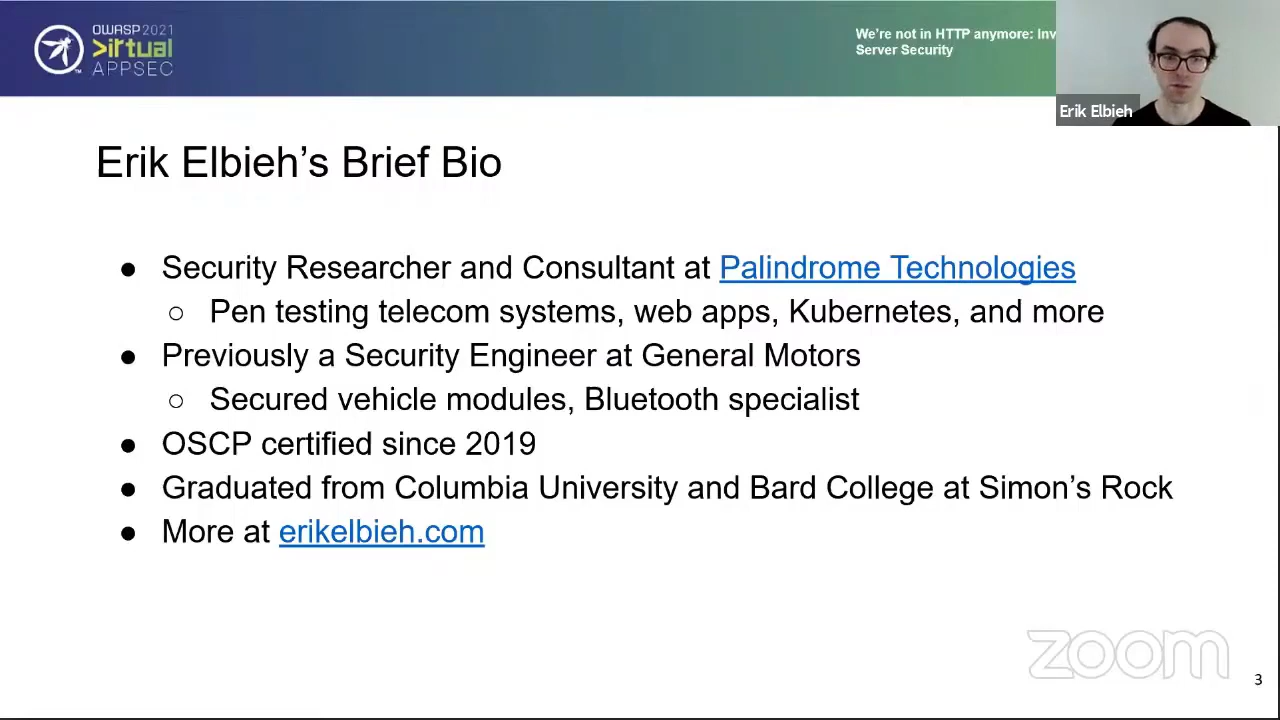 OWASP 2021
>irtual
APPSEC
We're not in HTTP anymore: Inv
Server Security
Erik Elbieh
Erik Elbieh's Brief Bio
● Security Researcher and Consultant at Palindrome Technologies
○ Pen testing telecom systems, web apps, Kubernetes, and more
● Previously a Security Engineer at General Motors
○ Secured vehicle modules, Bluetooth specialist
● OSCP certified since 2019
● Graduated from Columbia University and Bard College at Simon's Rock
● More at erikelbieh.com
zoom
3